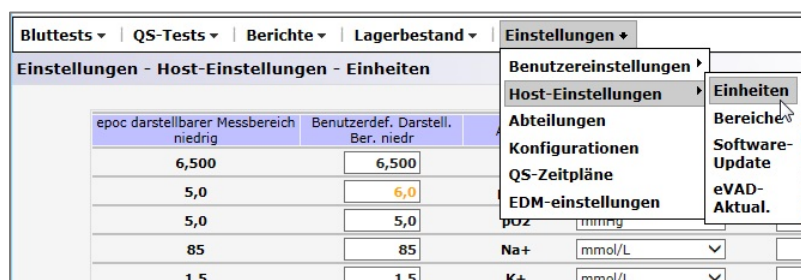 Bluttests QS-Tests Berichte Lagerbestand Einstellungen
Einstellungen - Host-Einstellungen - Einheiten
Benutzereinstellungen
Host-Einstellungen
Abteilungen
Konfigurationen
QS-Zeitpläne
EDM-einstellungen
Einheiten
Bereiche
Software-
Update
eVAD-
Aktual.
epoc darstellbarer Messbereich
niedrig
Benutzerdef. Darstell.
Ber. niedr
6,500 6,500
5,0 6,0
5,0 5,0 pO2 mmHg
85 85 Na+ mmol/L
1,5 1,5 K+ mmol/L